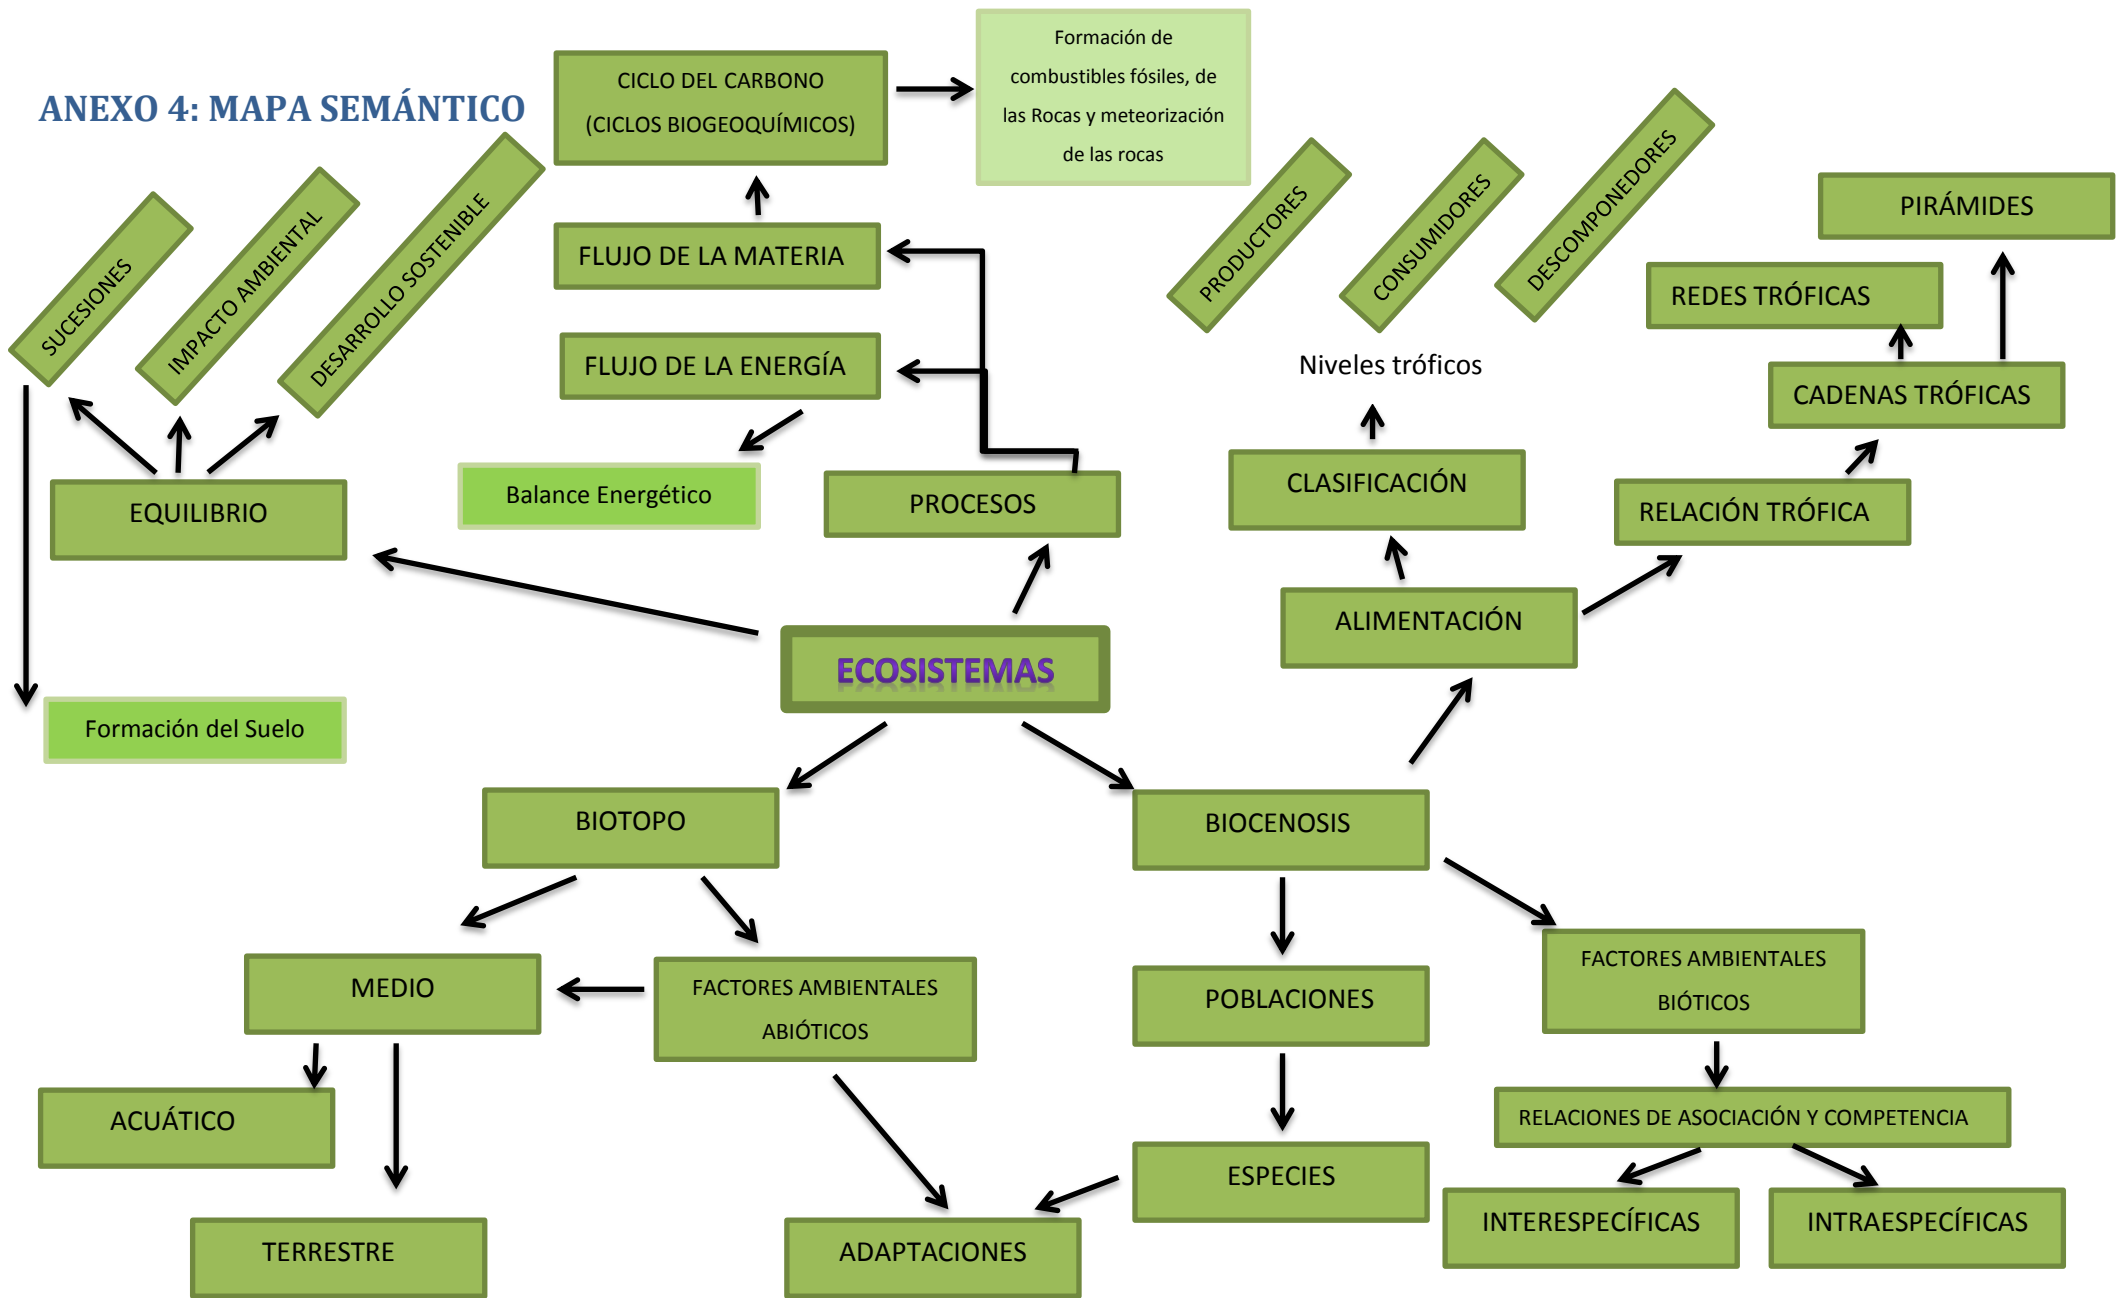 ANEXO 4: MAPA SEMÁNTICO
CICLO DEL CARBONO
(CICLOS BIOGEOQUÍMICOS)
Formación de
combustibles fósiles, de
las Rocas y meteorización
de las rocas
SUCESIONES
IMPACTO AMBIENTAL
DESARROLLO SOSTENIBLE
FLUJO DE LA MATERIA
FLUJO DE LA ENERGÍA
PRODUCTORES
CONSUMIDORES
DESCOMPONEDORES
PIRÁMIDES
REDES TRÓFICAS
Niveles tróficos
CADENAS TRÓFICAS
EQUILIBRIO
Balance Energético
PROCESOS
CLASIFICACIÓN
RELACIÓN TRÓFICA
ALIMENTACIÓN
ECOSISTEMAS
Formación del Suelo
BIOTOPO
BIOCENOSIS
MEDIO
FACTORES AMBIENTALES
ABIÓTICOS
POBLACIONES
FACTORES AMBIENTALES
BIÓTICOS
ACUÁTICO
RELACIONES DE ASOCIACIÓN Y COMPETENCIA
ESPECIES
TERRESTRE
ADAPTACIONES
INTERESPECÍFICAS
INTRAESPECÍFICAS